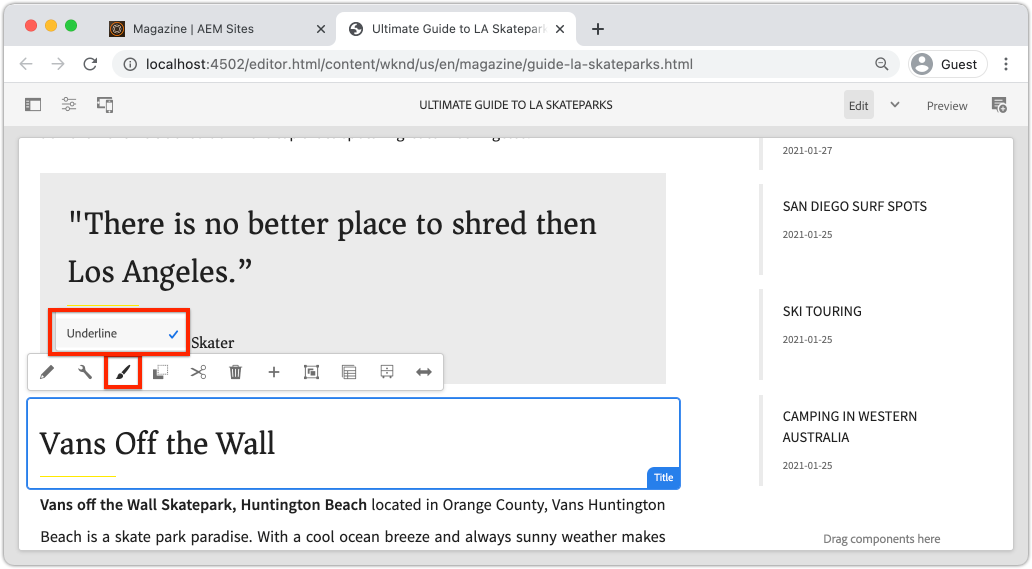 Magazine | AEM Sites
Ultimate Guide to LA Skatepark
localhost:4502/editor.html/content/wknd/us/en/magazine/guide-la-skateparks.html
Guest
ULTIMATE GUIDE TO LA SKATEPARKS
Edit
Preview
"There is no better place to shred then
Los Angeles.”
Underline
Skater
Vans Off the Wall
Title
Vans off the Wall Skatepark, Huntington Beach located in Orange County, Vans Huntington
Beach is a skate park paradise. With a cool ocean breeze and always sunny weather makes
2021-01-27
SAN DIEGO SURF SPOTS
2021-01-25
SKI TOURING
2021-01-25
CAMPING IN WESTERN
AUSTRALIA
2021-01-25
Drag components here